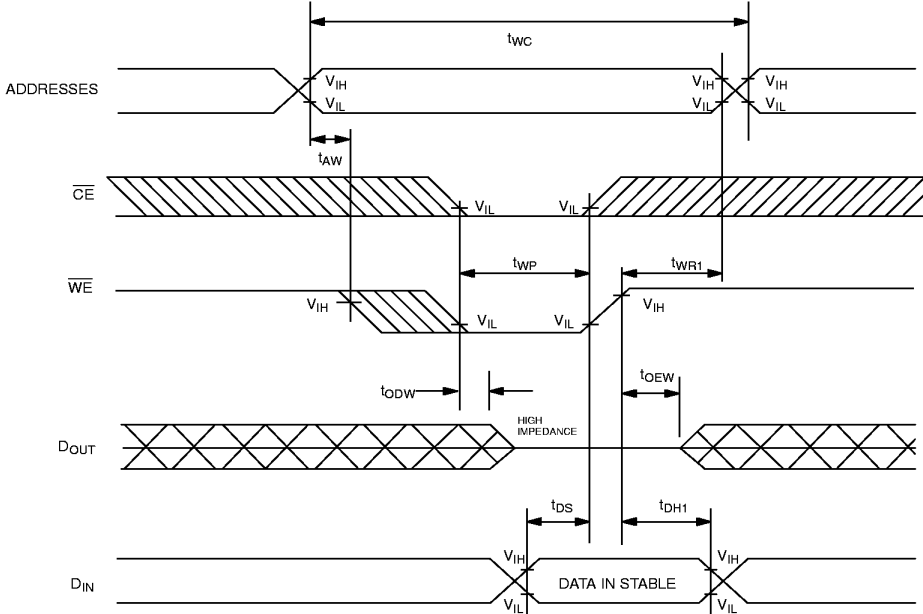 tWC
ADDRESSES
VIH
VIL
VIH
VIL
VIH
VIL
tAW
CE
VIL
VIL
tWP
tWR1
WE
VIH
VIL
VIL
VIH
tODW
tOEW
HIGH
IMPEDANCE
DOUT
tDS
tDH1
VIH
VIH
DIN
DATA IN STABLE
VIL
VIL